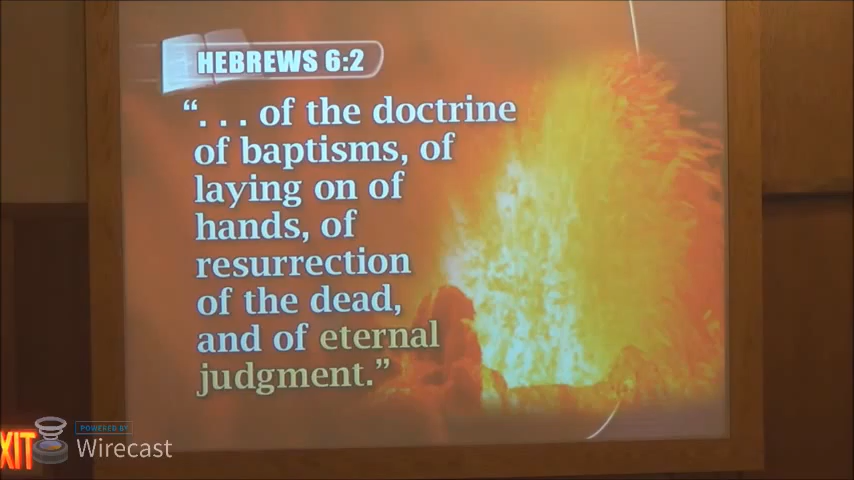 HEBREWS 6:2
“. . . of the doctrine
of baptisms, of
laying on of
hands, of
resurrection
of the dead,
and of eternal
judgment.”
XIT
POWERED BY
Wirecast